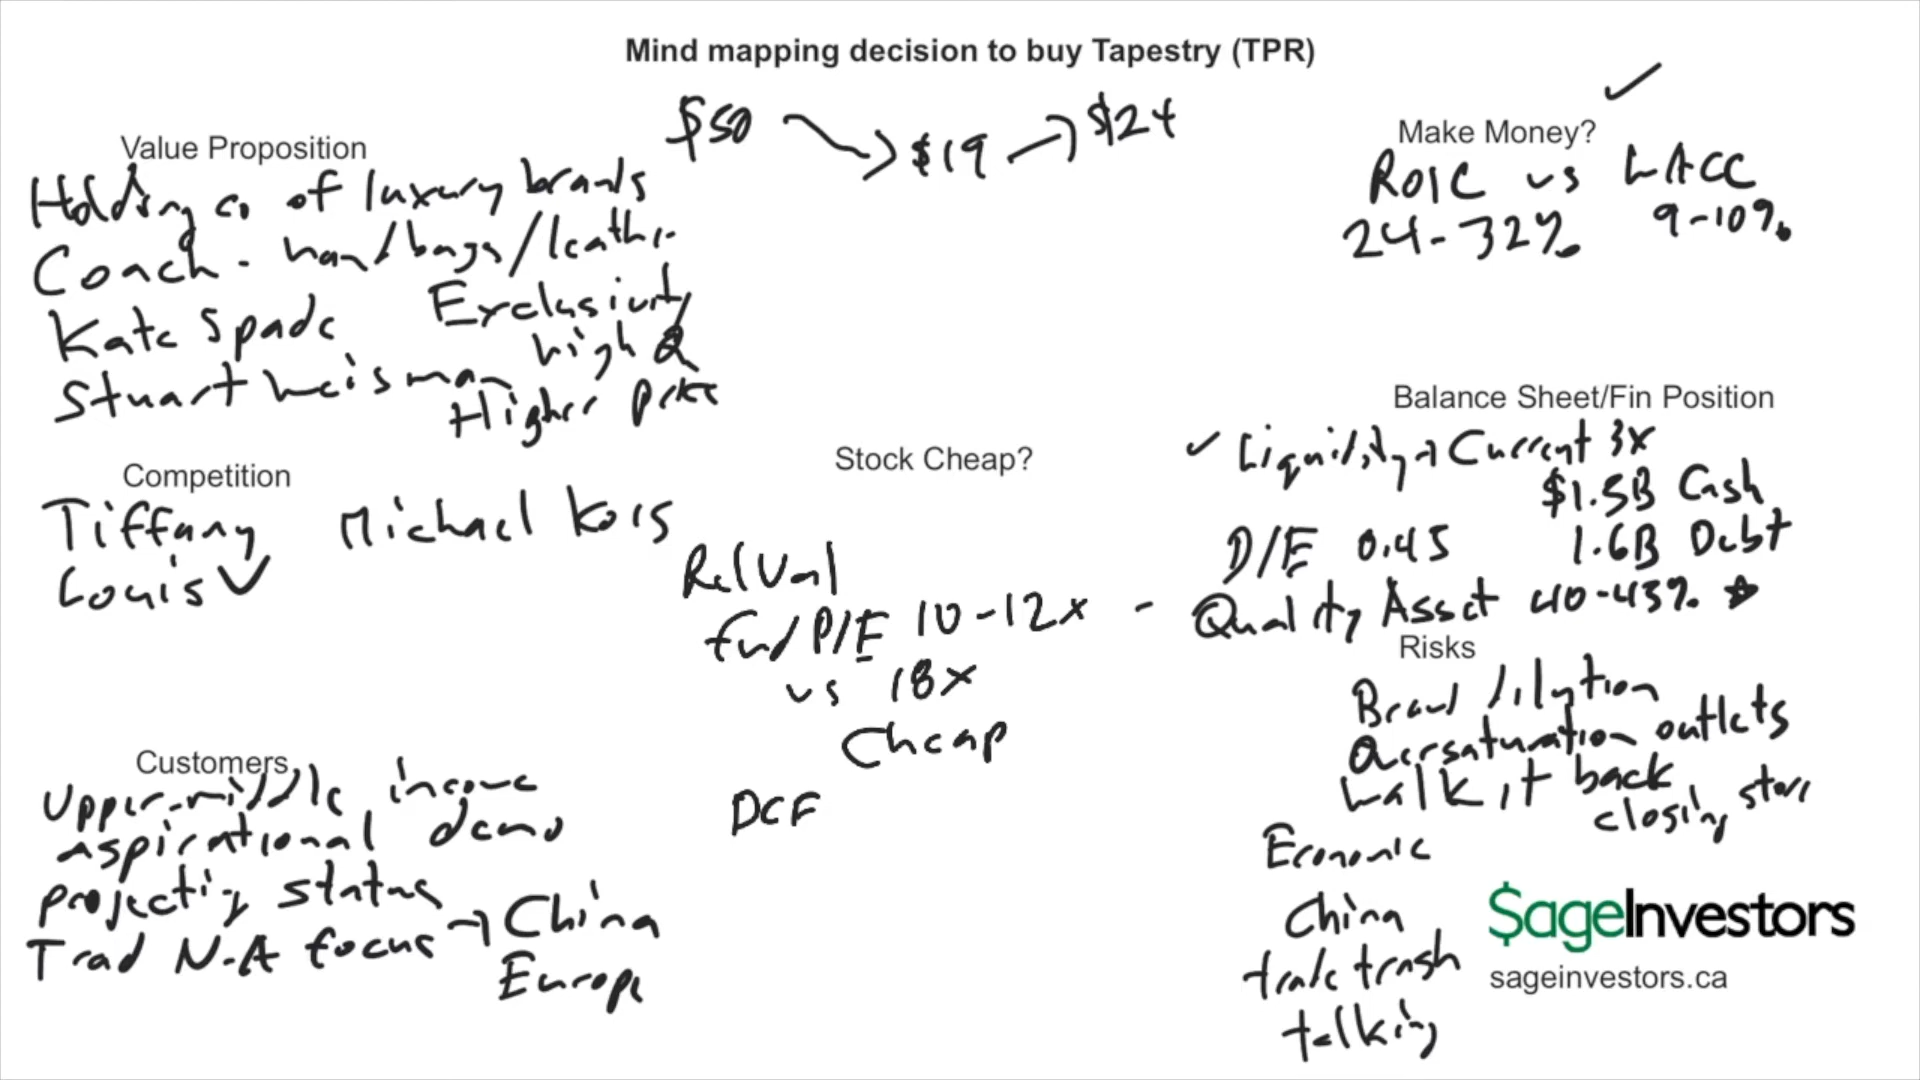 Mind mapping decision to buy Tapestry (TPR)
$50 → $19 → $24
Value Proposition
Holding co of luxury brands
Coach - handbags/leather
Kate Spade
Stuart Weisman
Exclusivity
high Q
Higher price
Competition
Tiffany Michael Kors
Louis V
Customers
Upper-middle income
aspirational demo
projecting status
Trad N-A focus → China
Europe
Stock Cheap?
Rel Val
fwd P/E 10-12x -
vs 18x
Cheap
DCF
✓
Make Money?
ROIC vs WACC
24-32% 9-10%
Balance Sheet/Fin Position
✓ Liquidity → Current 3x
$1.5B Cash
D/E 0.45 1.6B Debt
Quality Asset 40-43% ☆
Risks
Brand dilution
Oversaturation outlets
walk it back
closing store
Economic
China
trade trash
talking
$ageInvestors
sageinvestors.ca